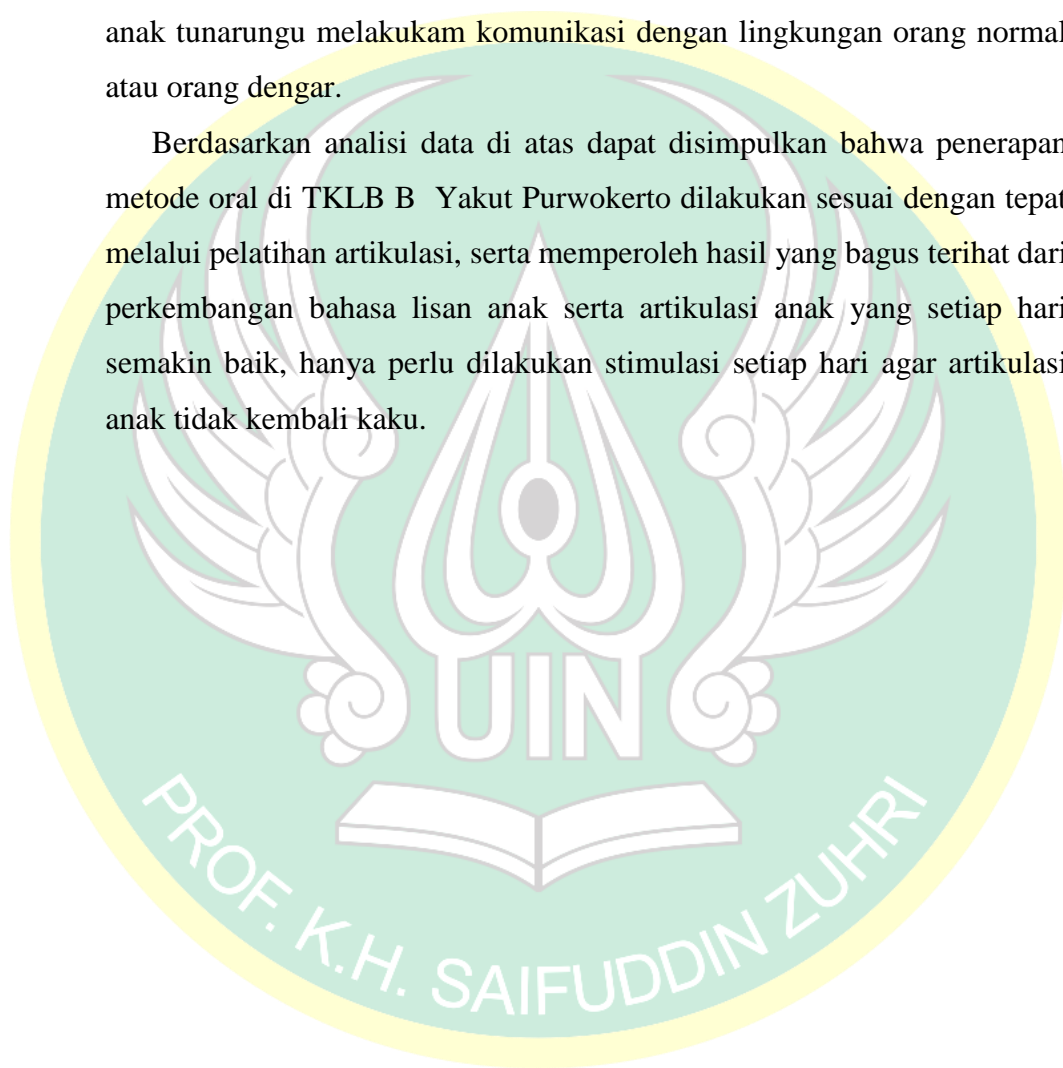 anak tunarungu melakukam komunikasi dengan lingkungan orang normal
atau orang dengar.
Berdasarkan analisi data di atas dapat disimpulkan bahwa penerapan
metode oral di TKLB B  Yakut Purwokerto dilakukan sesuai dengan tepat
melalui pelatihan artikulasi, serta memperoleh hasil yang bagus terihat dari
perkembangan bahasa lisan anak serta artikulasi anak yang setiap hari
semakin baik, hanya perlu dilakukan stimulasi setiap hari agar artikulasi
anak tidak kembali kaku.
UIN
PROF. K.H. SAIFUDDIN ZUHRI